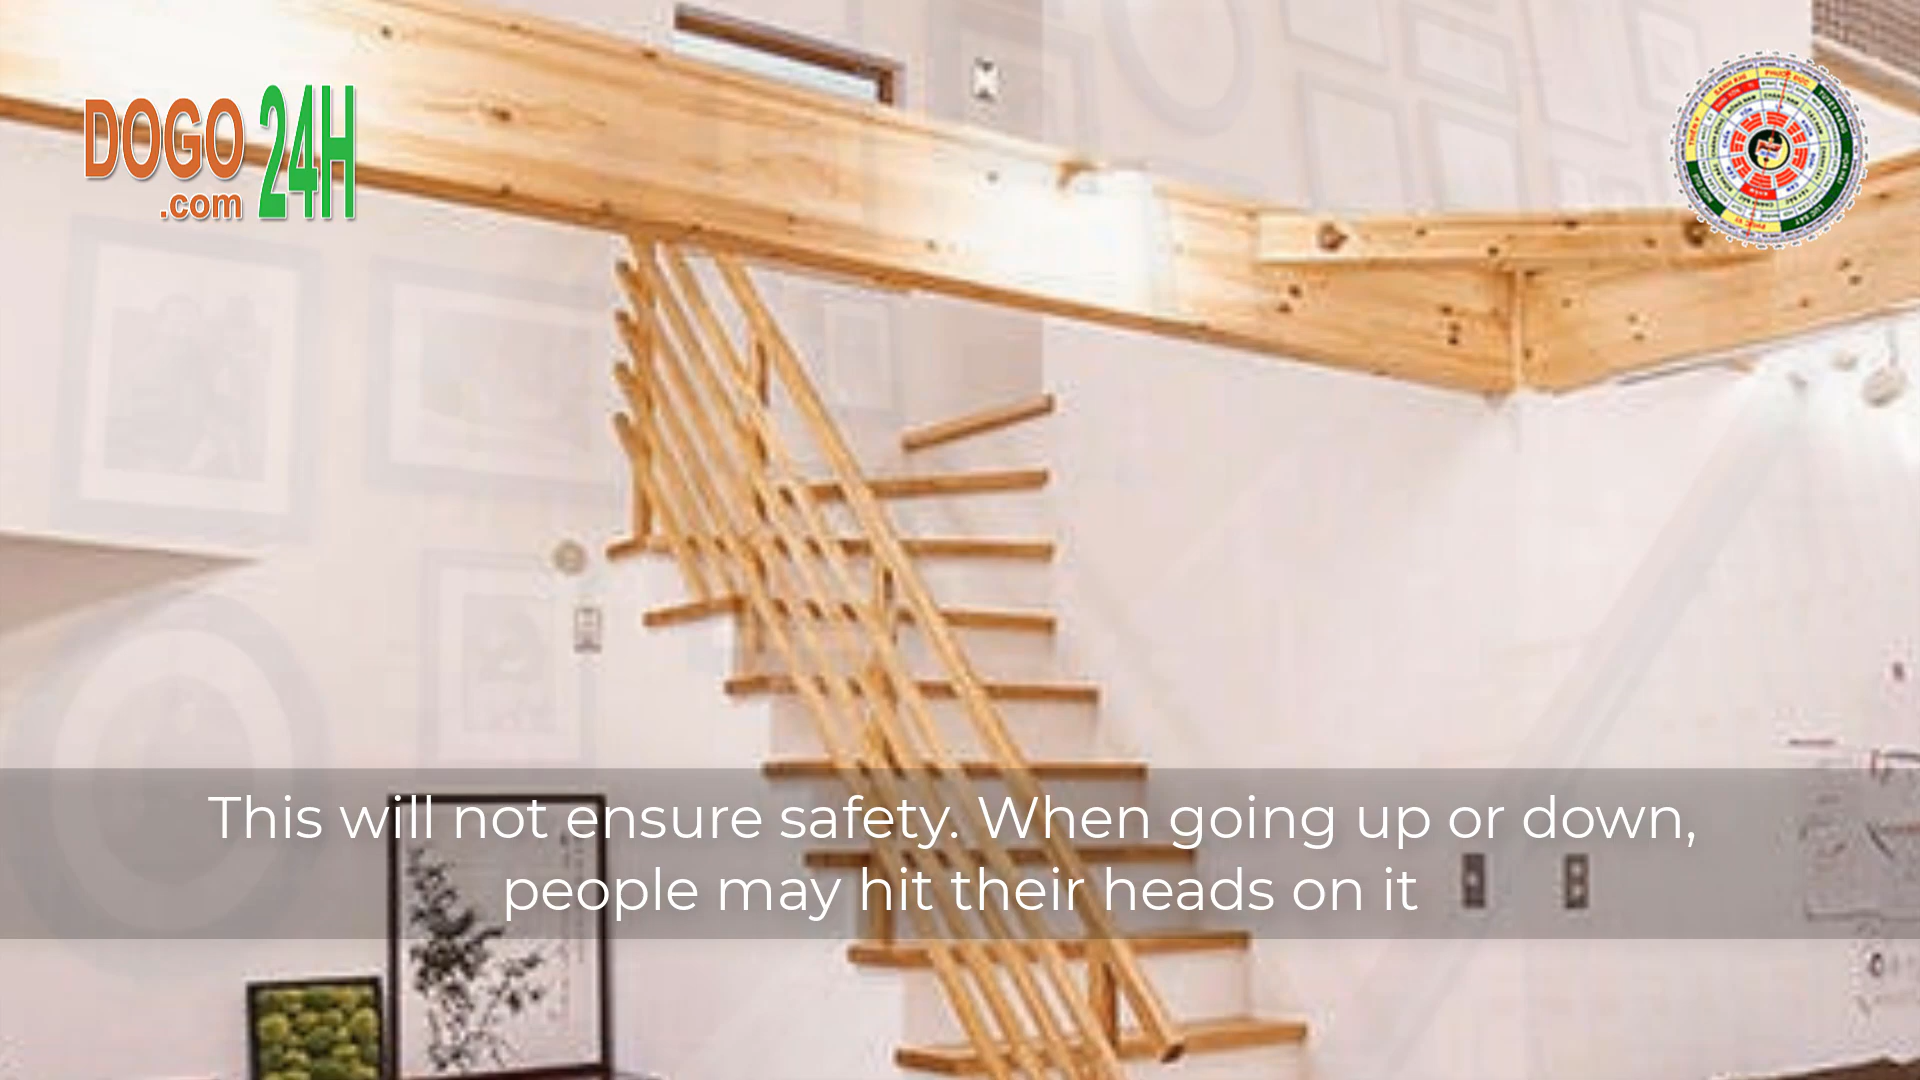 DOGO 24H
.com
This will not ensure safety. When going up or down,
people may hit their heads on it